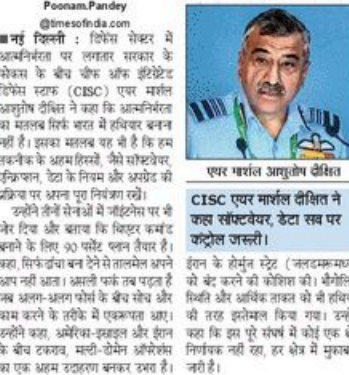 Poonam.Pandey
@timesofindia.com
■ नई दिल्ली : डिफेंस सेक्टर में
आत्मनिर्भरता पर लगातार सरकार के
फोकस के बीच चीफ ऑफ इंटिग्रेटेड
डिफेंस स्टाफ (CISC) एयर मार्शल
आशुतोष दीक्षित ने कहा कि आत्मनिर्भरता
का मतलब सिर्फ भारत में हथियार बनाना
नहीं है। इसका मतलब यह भी है कि हम
तकनीक के अहम हिस्सों, जैसे सॉफ्टवेयर,
एन्क्रिप्शन, डेटा के नियम और अपग्रेड की
प्रक्रिया पर अपना पूरा नियंत्रण रखें।
उन्होंने तीनों सेनाओं में जॉइंटनेस पर भी
जोर दिया और बताया कि थिएटर कमांड
बनाने के लिए 90 पर्सेंट प्लान तैयार है।
कहा, सिर्फ ढांचा बना देने से तालमेल अपने
आप नहीं आता। असली फर्क तब पड़ता है
जब अलग-अलग फोर्स के बीच सोच और
काम करने के तरीके में एकरूपता आए।
उन्होंने कहा, अमेरिका-इस्राइल और ईरान
के बीच टकराव, मल्टी-डोमेन ऑपरेशंस
का एक अहम उदाहरण बनकर उभरा है।
एयर मार्शल आशुतोष दीक्षित
CISC एयर मार्शल दीक्षित ने
कहा सॉफ्टवेयर, डेटा सब पर
कंट्रोल जरूरी।
ईरान के होर्मुज स्ट्रेट (जलडमरूमध्य)
को बंद करने की कोशिश की। भौगोलिक
स्थिति और आर्थिक ताकत को भी हथियार
की तरह इस्तेमाल किया गया। उन्होंने
कहा कि इस पूरे संघर्ष में कोई एक क्षेत्र
निर्णायक नहीं रहा, हर क्षेत्र में मुकाबला
जारी है।